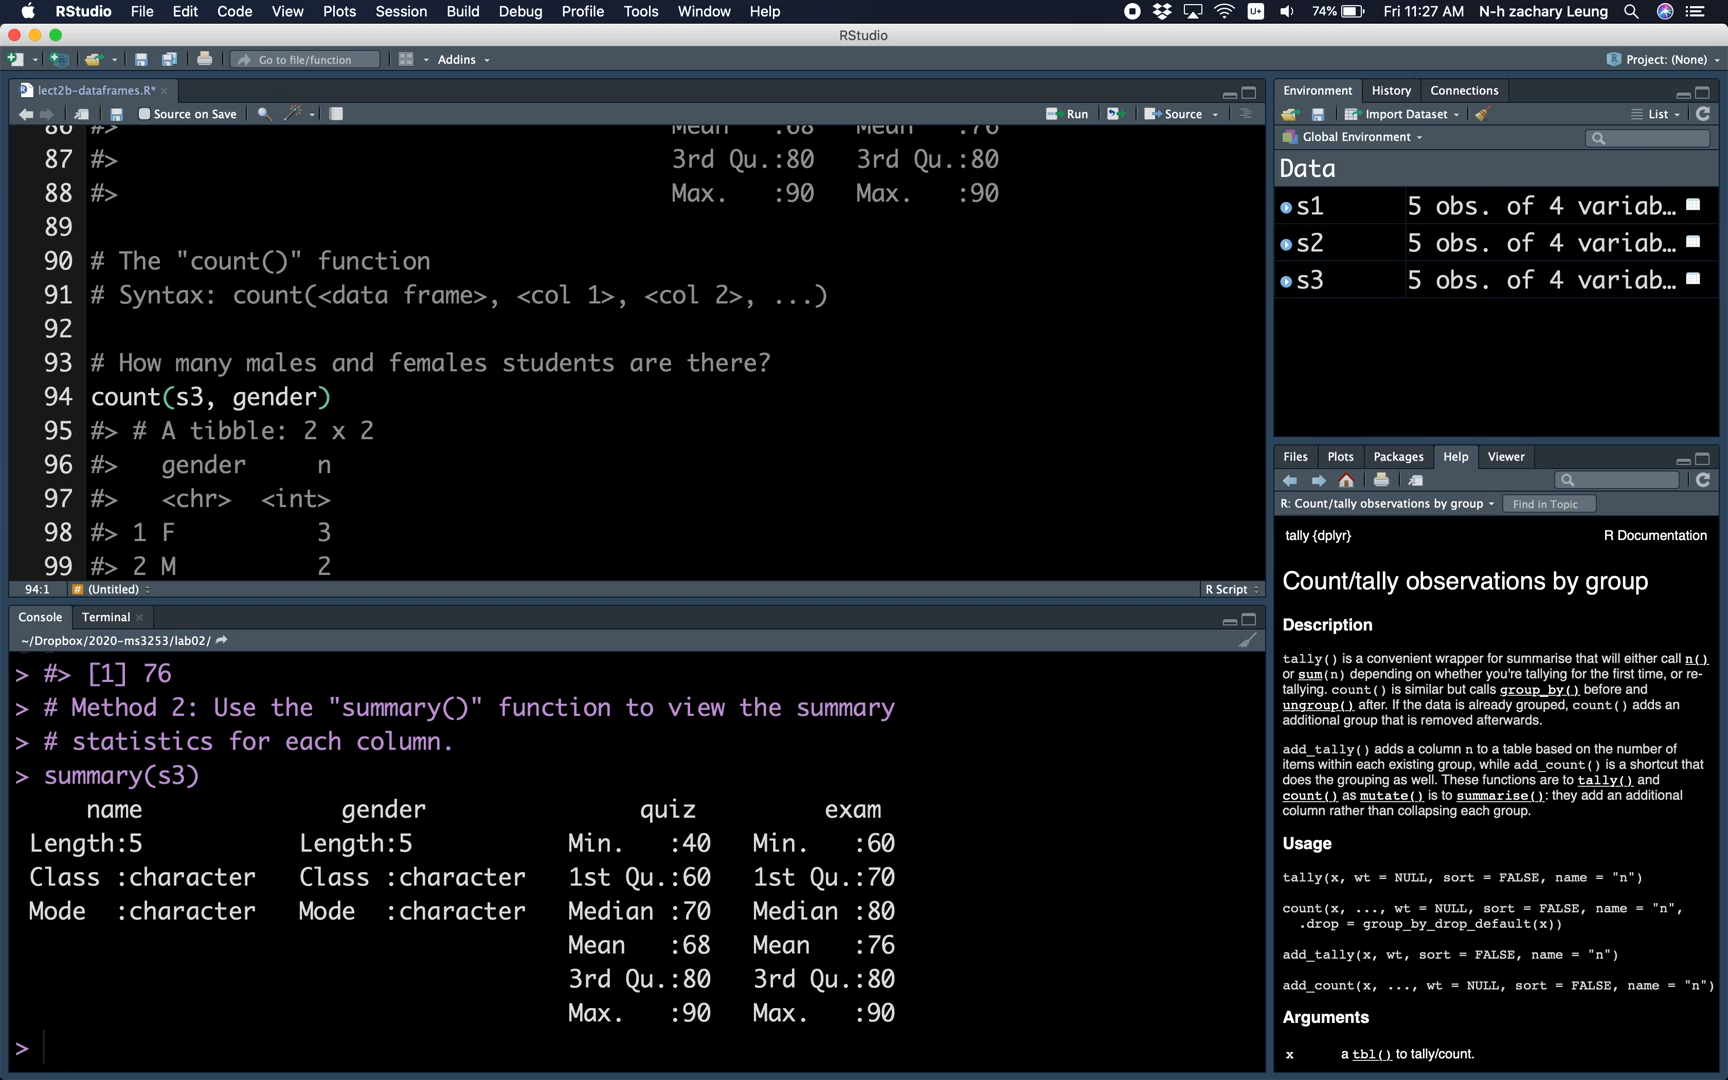 RStudio File Edit Code View Plots Session Build Debug Profile Tools Window Help 74% Fri 11:27 AM N-h zachary Leung
RStudio
Go to file/function Addins Project: (None)
lect2b-dataframes.R*
Source on Save Run Source
86 #> Mean :68 Mean :76
87 #> 3rd Qu.:80 3rd Qu.:80
88 #> Max. :90 Max. :90
89
90 # The "count()" function
91 # Syntax: count(<data frame>, <col 1>, <col 2>, ...)
92
93 # How many males and females students are there?
94 count(s3, gender)
95 #> # A tibble: 2 x 2
96 #> gender n
97 #> <chr> <int>
98 #> 1 F 3
99 #> 2 M 2
94:1 # (Untitled) R Script
Console Terminal
~/Dropbox/2020-ms3253/lab02/
> #> [1] 76
> # Method 2: Use the "summary()" function to view the summary
> # statistics for each column.
> summary(s3)
name gender quiz exam
Length:5 Length:5 Min. :40 Min. :60
Class :character Class :character 1st Qu.:60 1st Qu.:70
Mode :character Mode :character Median :70 Median :80
Mean :68 Mean :76
3rd Qu.:80 3rd Qu.:80
Max. :90 Max. :90
>
Environment History Connections
Import Dataset List
Global Environment
Data
s1 5 obs. of 4 variab…
s2 5 obs. of 4 variab…
s3 5 obs. of 4 variab…
Files Plots Packages Help Viewer
R: Count/tally observations by group Find in Topic
tally {dplyr} R Documentation
Count/tally observations by group
Description
tally() is a convenient wrapper for summarise that will either call n()
or sum(n) depending on whether you're tallying for the first time, or re-
tallying. count() is similar but calls group_by() before and
ungroup() after. If the data is already grouped, count() adds an
additional group that is removed afterwards.
add_tally() adds a column n to a table based on the number of
items within each existing group, while add_count() is a shortcut that
does the grouping as well. These functions are to tally() and
count() as mutate() is to summarise(): they add an additional
column rather than collapsing each group.
Usage
tally(x, wt = NULL, sort = FALSE, name = "n")
count(x, ..., wt = NULL, sort = FALSE, name = "n",
.drop = group_by_drop_default(x))
add_tally(x, wt, sort = FALSE, name = "n")
add_count(x, ..., wt = NULL, sort = FALSE, name = "n")
Arguments
x a tbl() to tally/count.